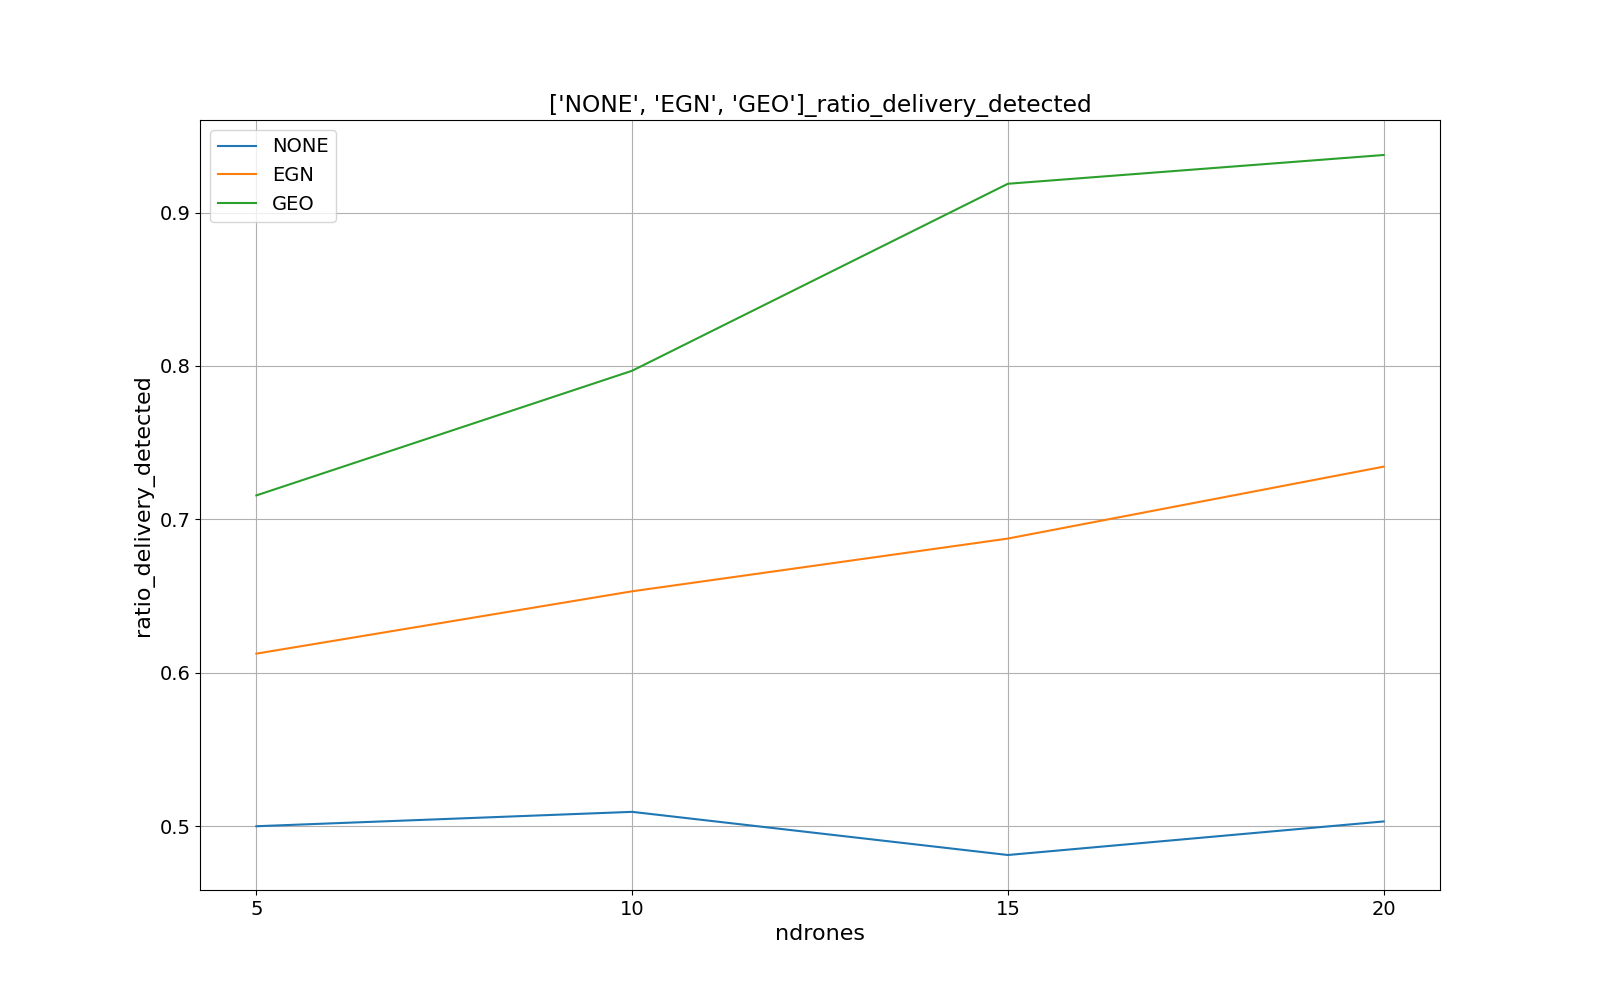 ['NONE', 'EGN', 'GEO']_ratio_delivery_detected
NONE
EGN
GEO
0.9
0.8
0.7
0.6
0.5
ratio_delivery_detected
5 10 15 20
ndrones